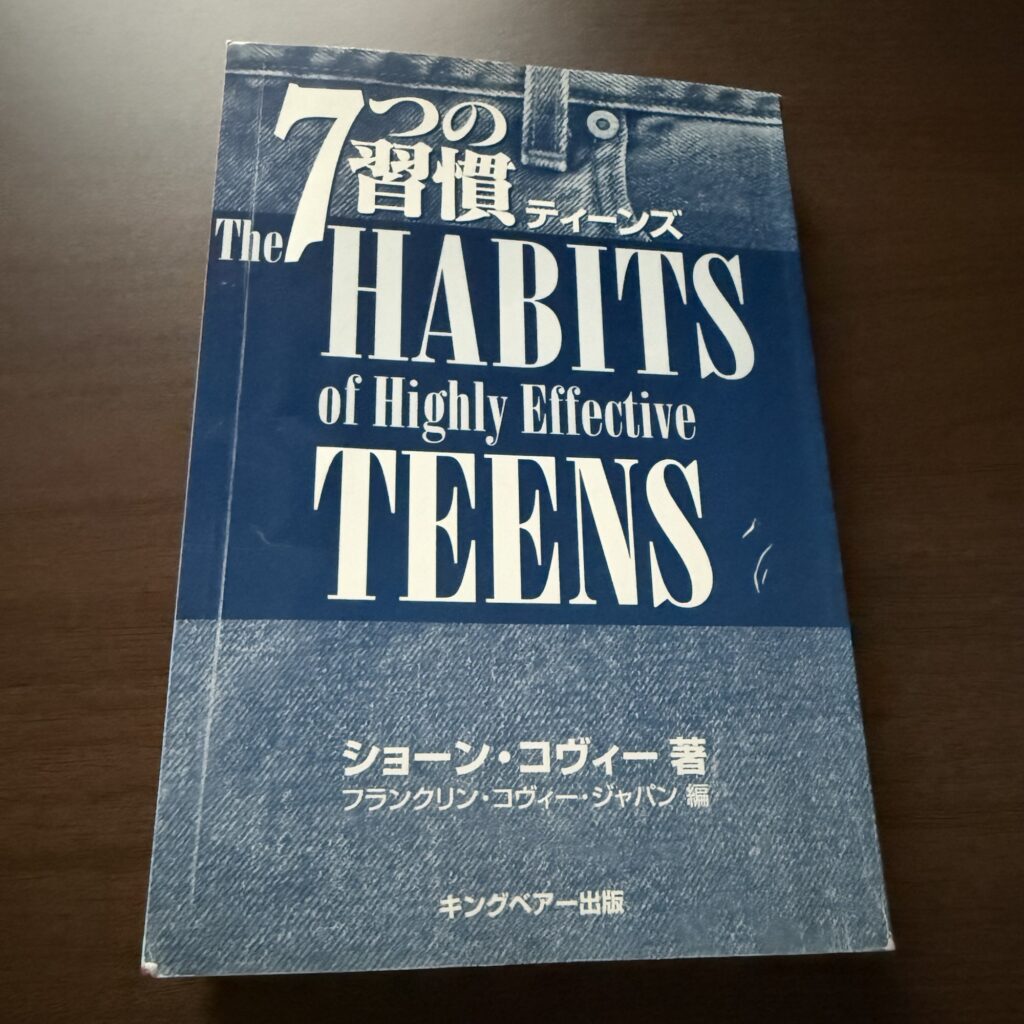 7つの
習慣 ティーンズ
The 7 HABITS
of Highly Effective
TEENS
ショーン・コヴィー 著
フランクリン・コヴィー・ジャパン 編
キングベアー出版